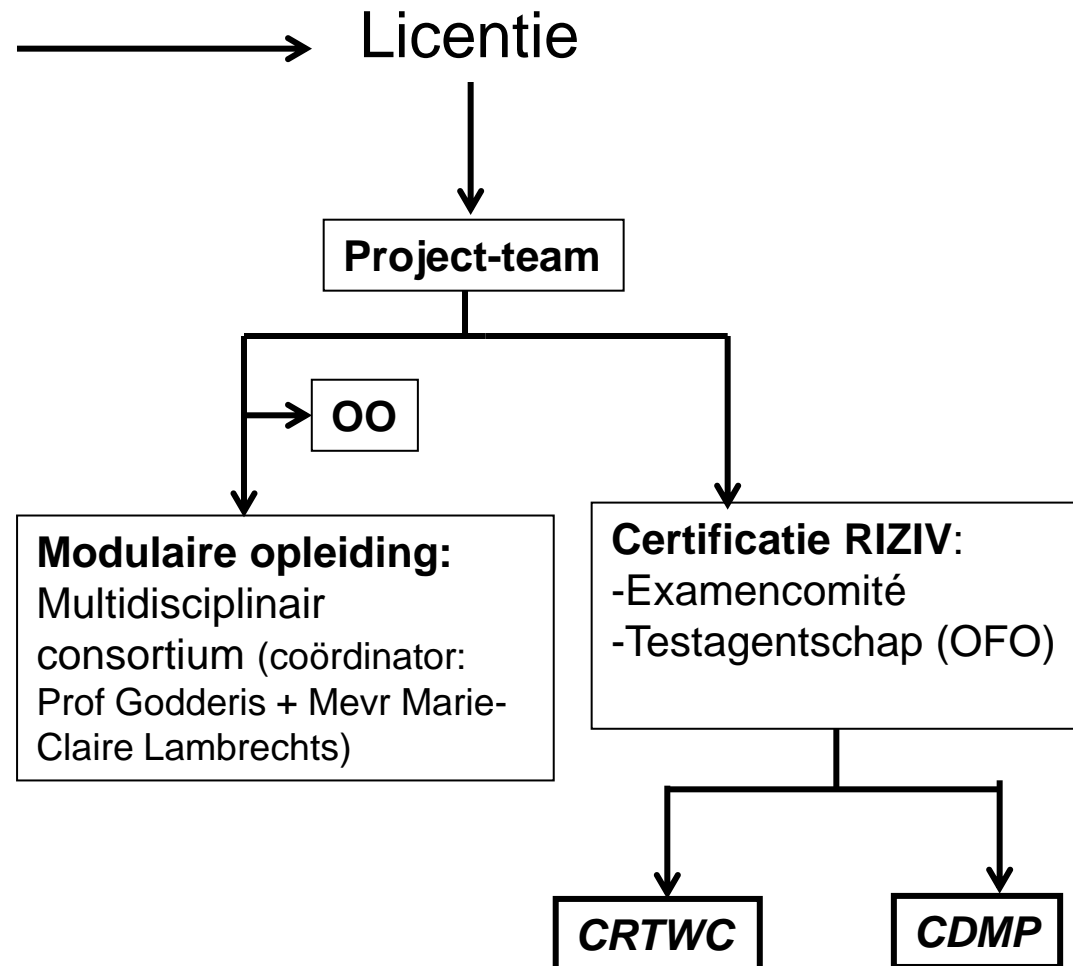 Licentie
Project-team
OO
Modulaire opleiding:
Multidisciplinair
consortium (coördinator:
Prof Godderis + Mevr Marie-
Claire Lambrechts)
Certificatie RIZIV:
-Examencomité
-Testagentschap (OFO)
CRTWC
CDMP